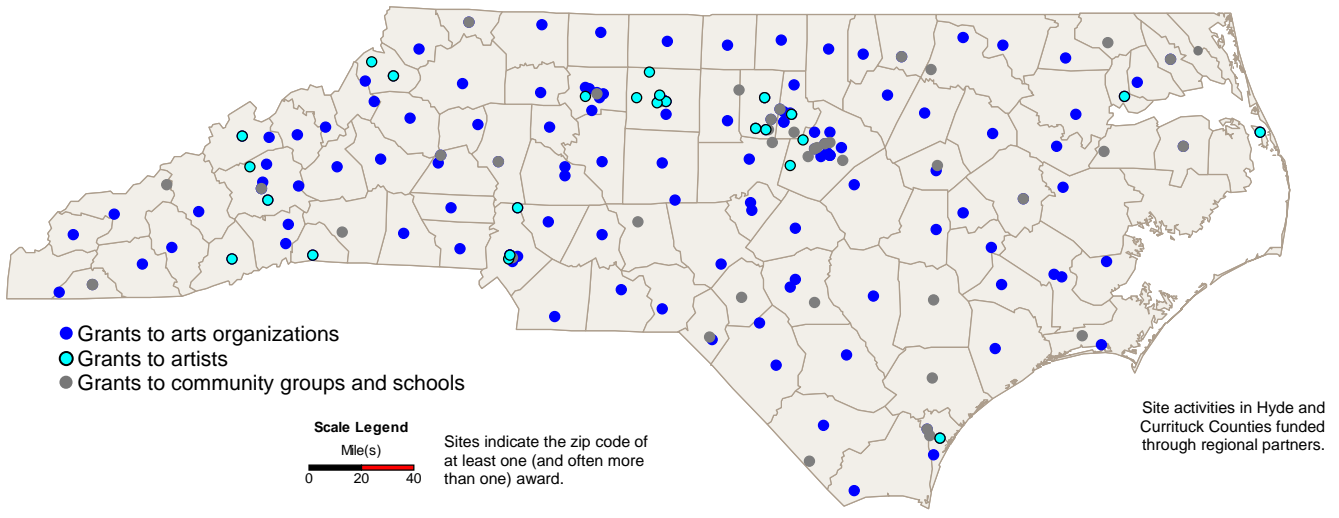 Grants to arts organizations
Grants to artists
Grants to community groups and schools
Scale Legend
Mile(s)
0 20 40
Sites indicate the zip code of
at least one (and often more
than one) award.
Site activities in Hyde and
Currituck Counties funded
through regional partners.